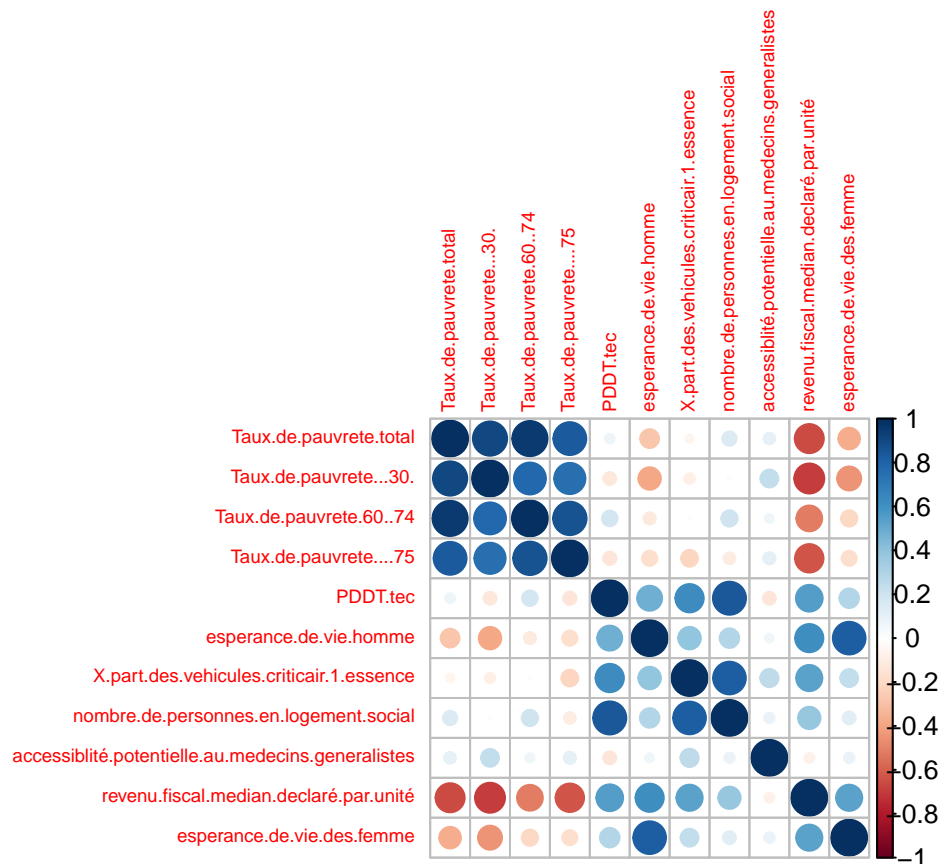 Taux.de.pauvrete.total
Taux.de.pauvrete...30.
Taux.de.pauvrete.60..74
Taux.de.pauvrete....75
PDDT.tec
esperance.de.vie.homme
X.part.des.vehicules.criticair.1.essence
nombre.de.personnes.en.logement.social
accessiblité.potentielle.au.medecins.generalistes
revenu.fiscal.median.declaré.par.unité
esperance.de.vie.des.femme
Taux.de.pauvrete.total
Taux.de.pauvrete...30.
Taux.de.pauvrete.60..74
Taux.de.pauvrete....75
PDDT.tec
esperance.de.vie.homme
X.part.des.vehicules.criticair.1.essence
nombre.de.personnes.en.logement.social
accessiblité.potentielle.au.medecins.generalistes
revenu.fiscal.median.declaré.par.unité
esperance.de.vie.des.femme
1
0.8
0.6
0.4
0.2
0
−0.2
−0.4
−0.6
−0.8
−1